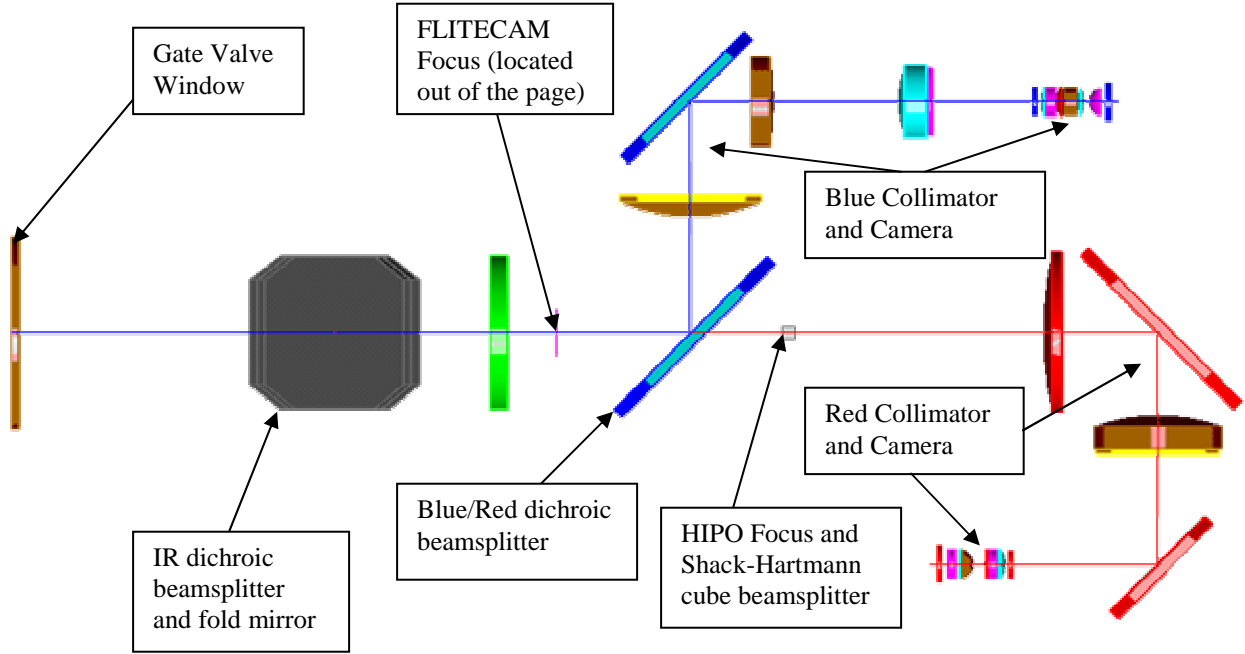 Gate Valve
Window
FLITECAM
Focus (located
out of the page)
Blue Collimator
and Camera
Red Collimator
and Camera
Blue/Red dichroic
beamsplitter
HIPO Focus and
Shack-Hartmann
cube beamsplitter
IR dichroic
beamsplitter
and fold mirror